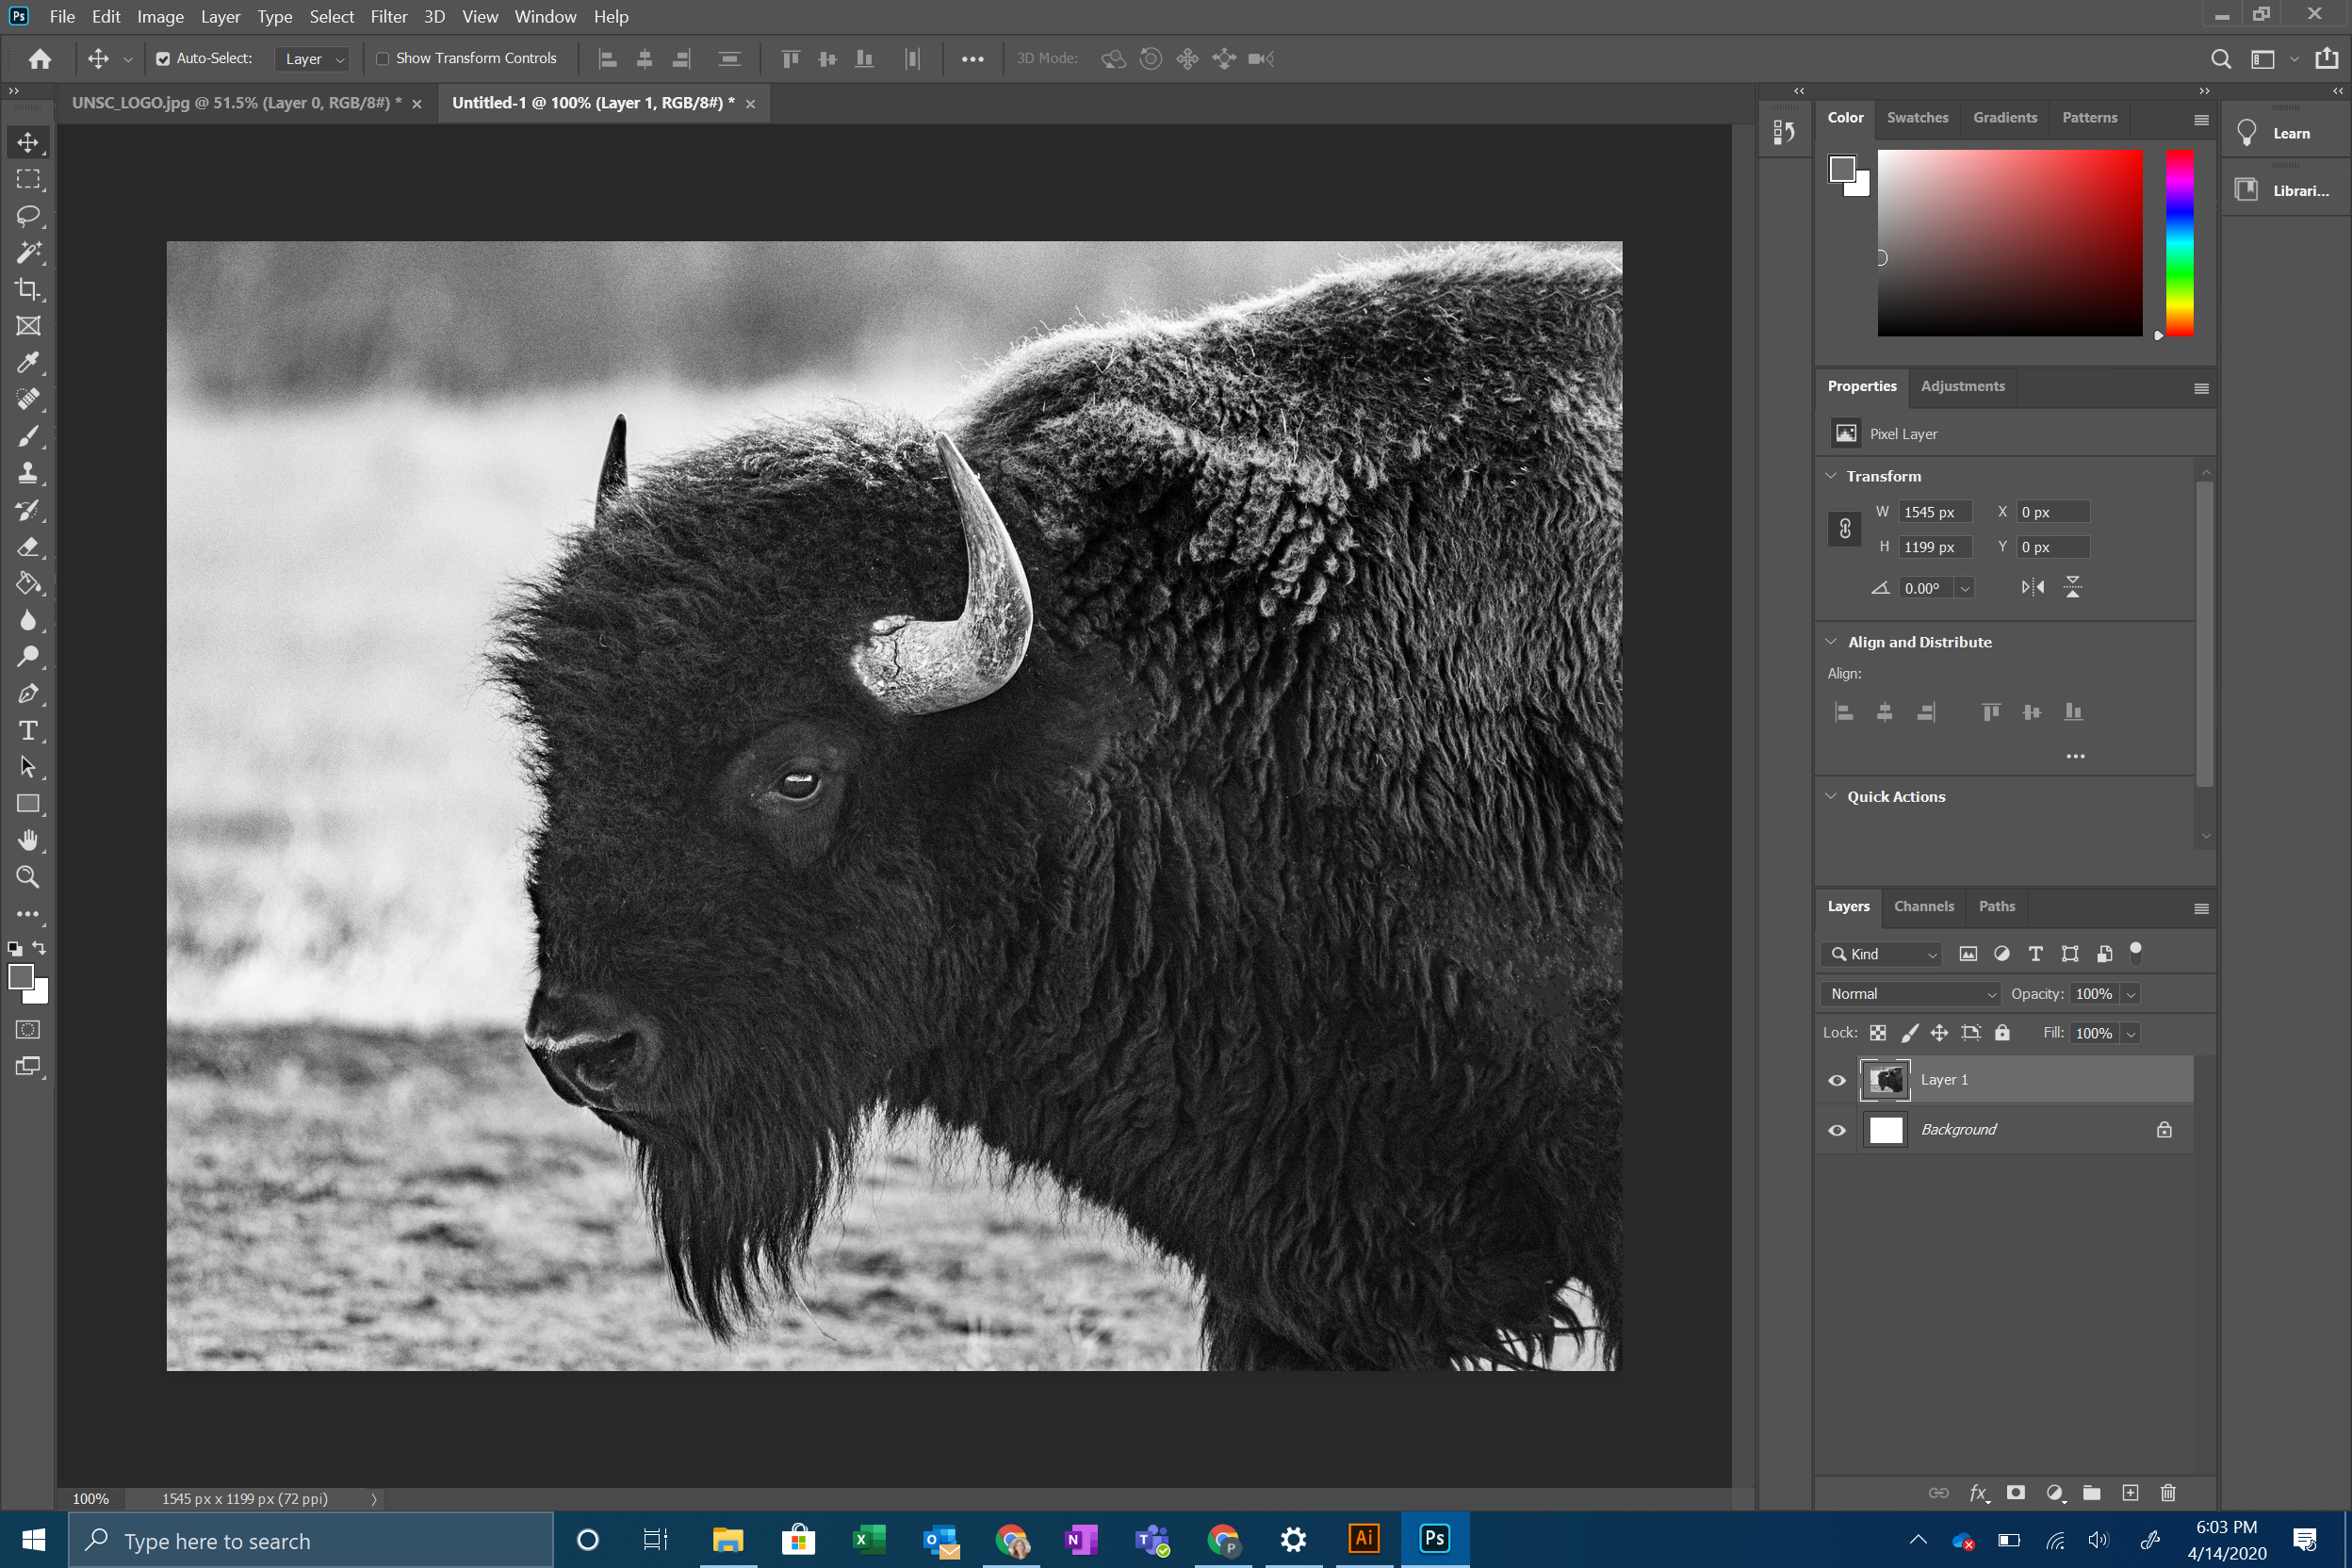 Ps File Edit Image Layer Type Select Filter 3D View Window Help
Auto-Select: Layer Show Transform Controls 3D Mode:
UNSC_LOGO.jpg @ 51.5% (Layer 0, RGB/8#) * Untitled-1 @ 100% (Layer 1, RGB/8#) *
Color Swatches Gradients Patterns
Learn
Librari...
Properties Adjustments
Pixel Layer
Transform
W 1545 px X 0 px
H 1199 px Y 0 px
0.00°
Align and Distribute
Align:
Quick Actions
Layers Channels Paths
Kind
Normal Opacity: 100%
Lock: Fill: 100%
Layer 1
Background
fx
100% 1545 px x 1199 px (72 ppi)
Type here to search
Ai Ps
6:03 PM
4/14/2020